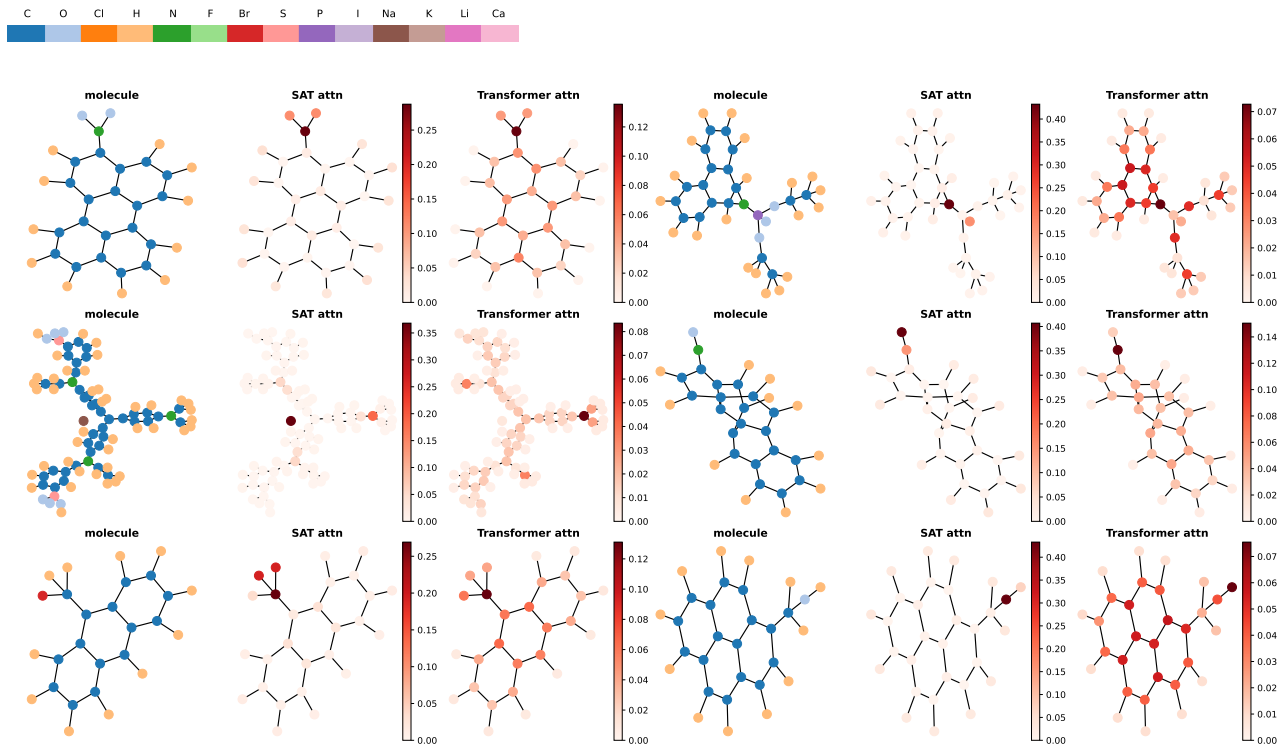 C O Cl H N F Br S P I Na K Li Ca
molecule SAT attn Transformer attn molecule SAT attn Transformer attn
0.25 0.20 0.15 0.10 0.05 0.00
0.12 0.10 0.08 0.06 0.04 0.02 0.00
0.40 0.35 0.30 0.25 0.20 0.15 0.10 0.05 0.00
0.07 0.06 0.05 0.04 0.03 0.02 0.01 0.00
molecule SAT attn Transformer attn molecule SAT attn Transformer attn
0.35 0.30 0.25 0.20 0.15 0.10 0.05 0.00
0.08 0.07 0.06 0.05 0.04 0.03 0.02 0.01 0.00
0.40 0.35 0.30 0.25 0.20 0.15 0.10 0.05 0.00
0.14 0.12 0.10 0.08 0.06 0.04 0.02 0.00
molecule SAT attn Transformer attn molecule SAT attn Transformer attn
0.25 0.20 0.15 0.10 0.05 0.00
0.12 0.10 0.08 0.06 0.04 0.02 0.00
0.40 0.35 0.30 0.25 0.20 0.15 0.10 0.05 0.00
0.07 0.06 0.05 0.04 0.03 0.02 0.01 0.00